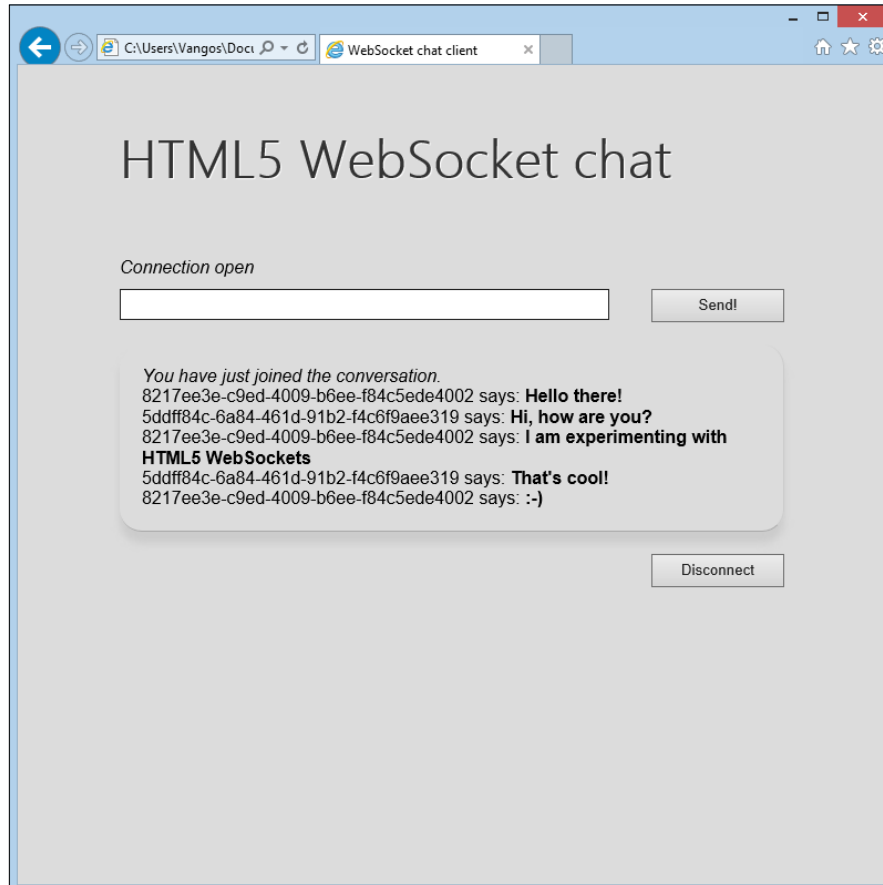 C:\Users\Vangos\Docu
WebSocket chat client
HTML5 WebSocket chat
Connection open
Send!
You have just joined the conversation.
8217ee3e-c9ed-4009-b6ee-f84c5ede4002 says: Hello there!
5ddff84c-6a84-461d-91b2-f4c6f9aee319 says: Hi, how are you?
8217ee3e-c9ed-4009-b6ee-f84c5ede4002 says: I am experimenting with
HTML5 WebSockets
5ddff84c-6a84-461d-91b2-f4c6f9aee319 says: That's cool!
8217ee3e-c9ed-4009-b6ee-f84c5ede4002 says: :-)
Disconnect